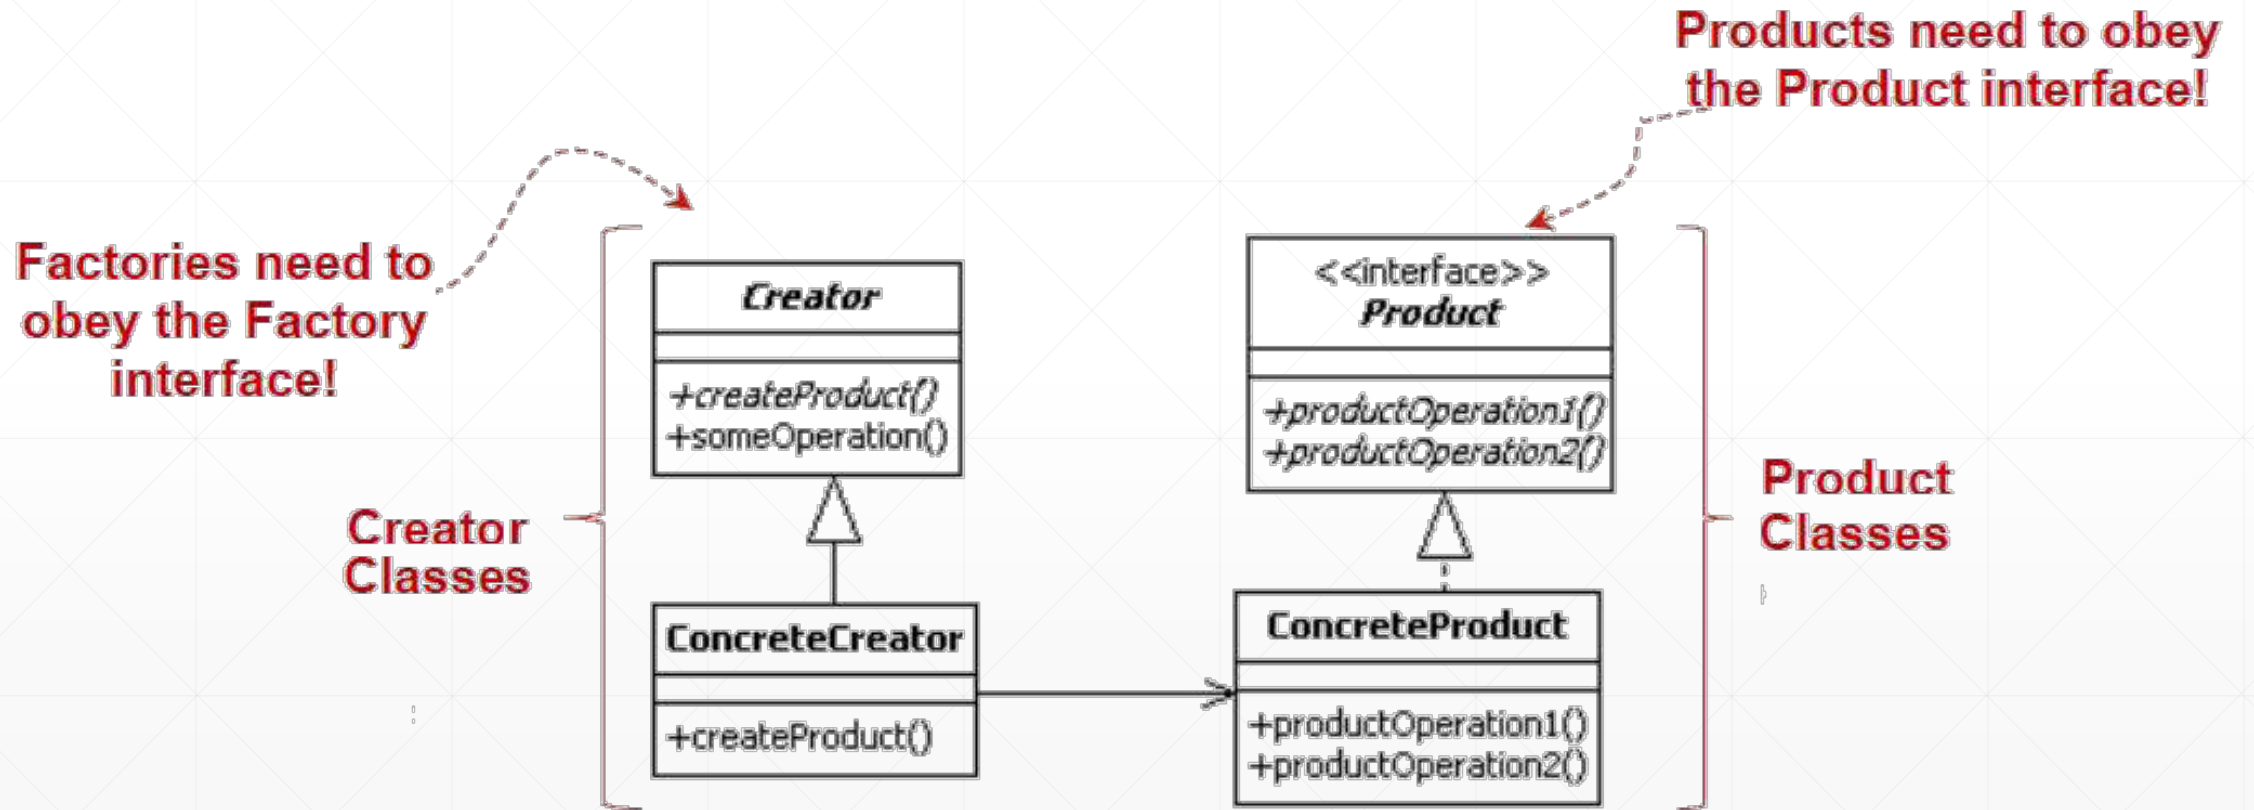 Products need to obey
the Product interface!
Factories need to
obey the Factory
interface!
Creator
+createProduct()
+someOperation()
<<interface>>
Product
+productOperation1()
+productOperation2()
Creator
Classes
Product
Classes
ConcreteCreator
+createProduct()
ConcreteProduct
+productOperation1()
+productOperation2()